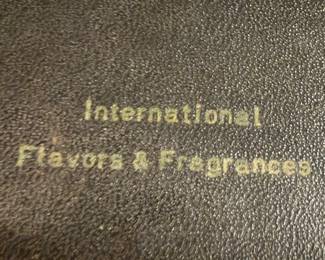 International
Flavors & Fragrances